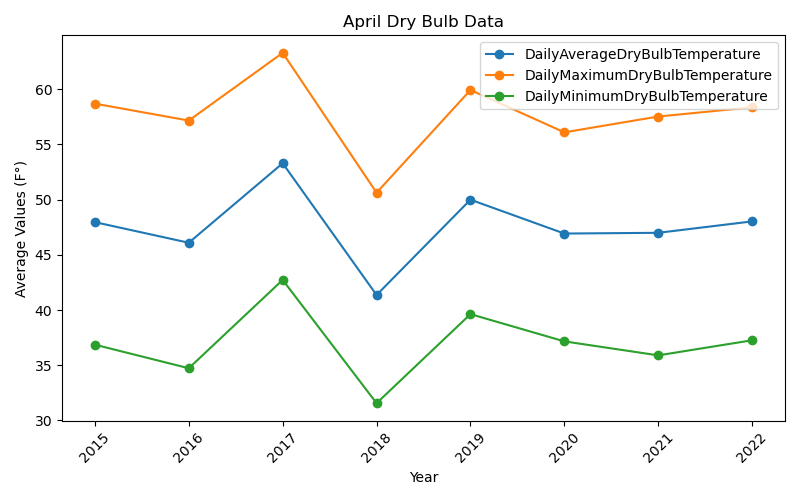 April Dry Bulb Data
DailyAverageDryBulbTemperature
DailyMaximumDryBulbTemperature
DailyMinimumDryBulbTemperature
Average Values (F°)
60
55
50
45
40
35
30
2015
2016
2017
2018
2019
2020
2021
2022
Year